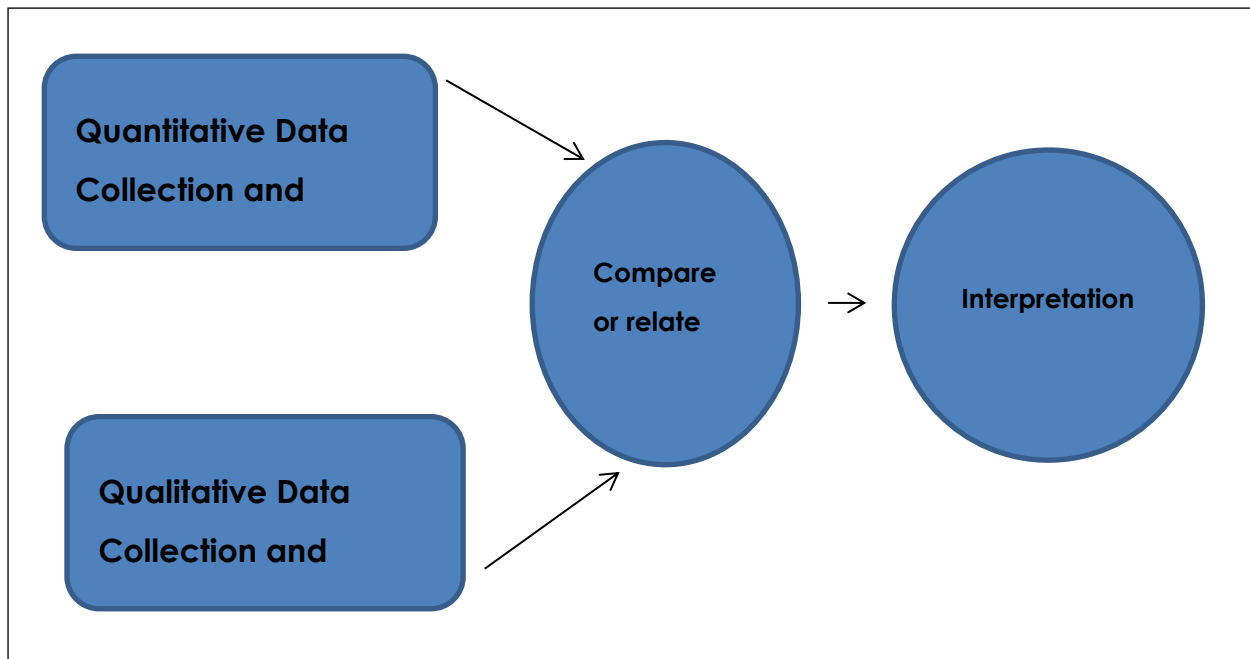 Quantitative Data
Collection and
Compare
or relate
Interpretation
Qualitative Data
Collection and